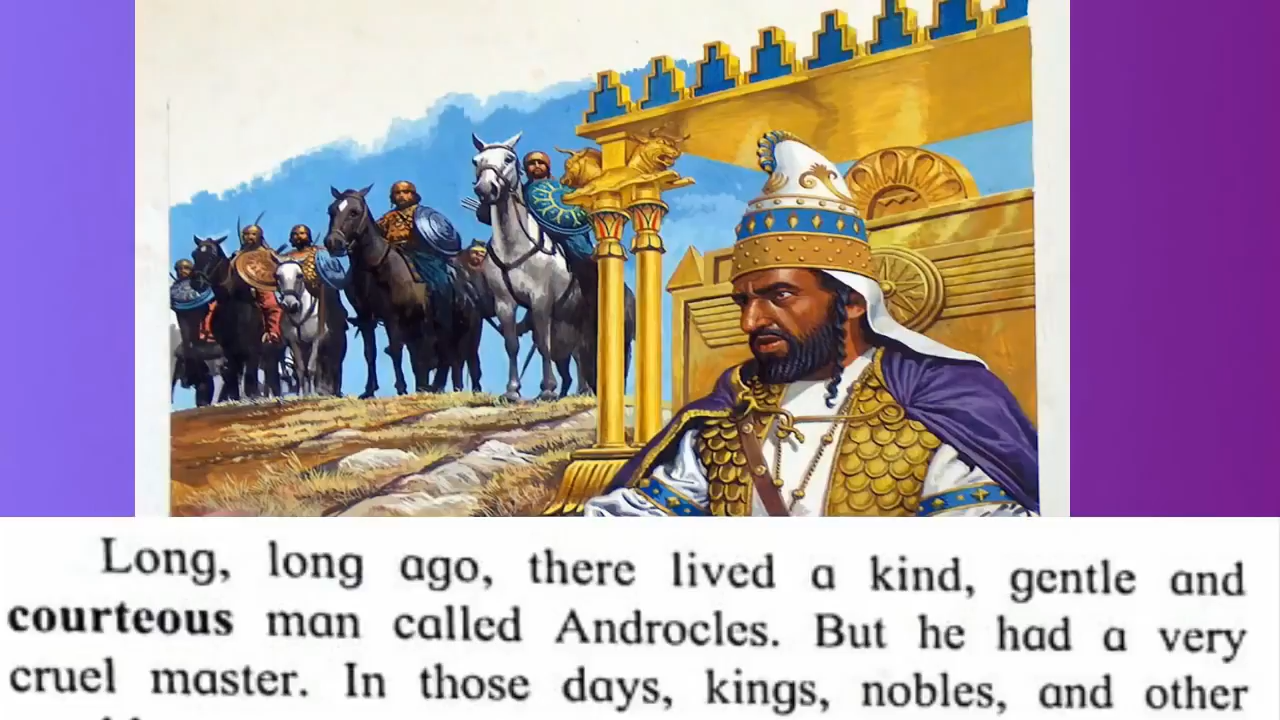 Long, long ago, there lived a kind, gentle and
courteous man called Androcles. But he had a very
cruel master. In those days, kings, nobles, and other